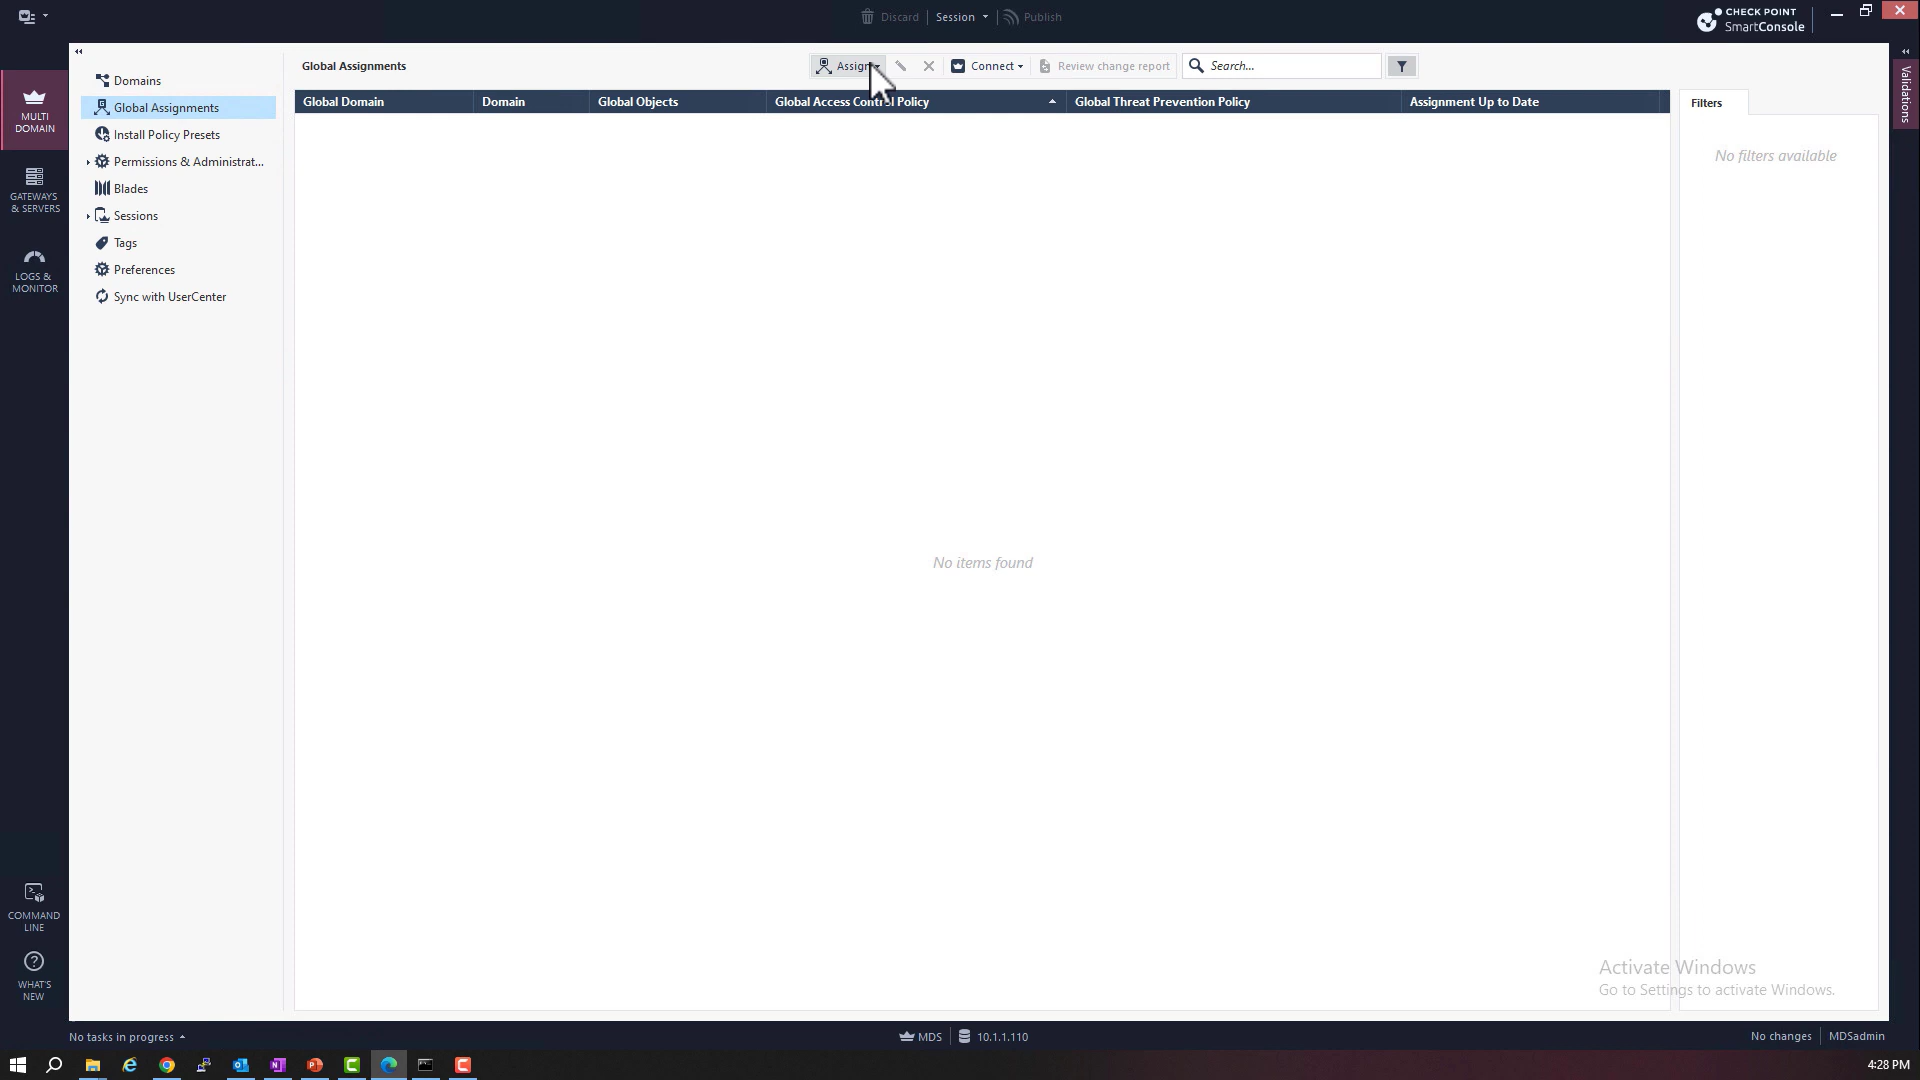 Discard
Session
Publish
CHECK POINT
SmartConsole
MULTI
DOMAIN
GATEWAYS
& SERVERS
LOGS &
MONITOR
COMMAND
LINE
WHAT'S
NEW
Domains
Global Assignments
Install Policy Presets
Permissions & Administrat...
Blades
Sessions
Tags
Preferences
Sync with UserCenter
Global Assignments
Assign
Connect
Review change report
Search...
Global Domain
Domain
Global Objects
Global Access Control Policy
Global Threat Prevention Policy
Assignment Up to Date
No items found
Filters
No filters available
Validations
Activate Windows
Go to Settings to activate Windows.
No tasks in progress
MDS
10.1.1.110
No changes
MDSadmin
4:28 PM